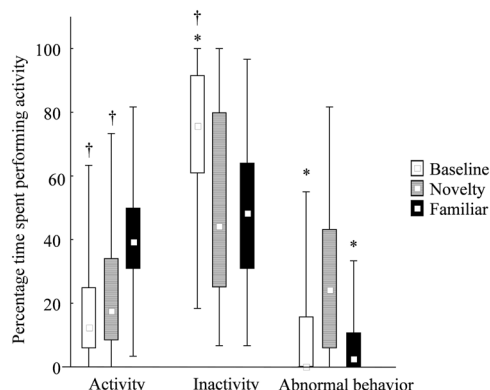 Percentage time spent performing activity
100
80
60
40
20
0
†
†
†
*
*
*
Activity
Inactivity
Abnormal behavior
Baseline
Novelty
Familiar